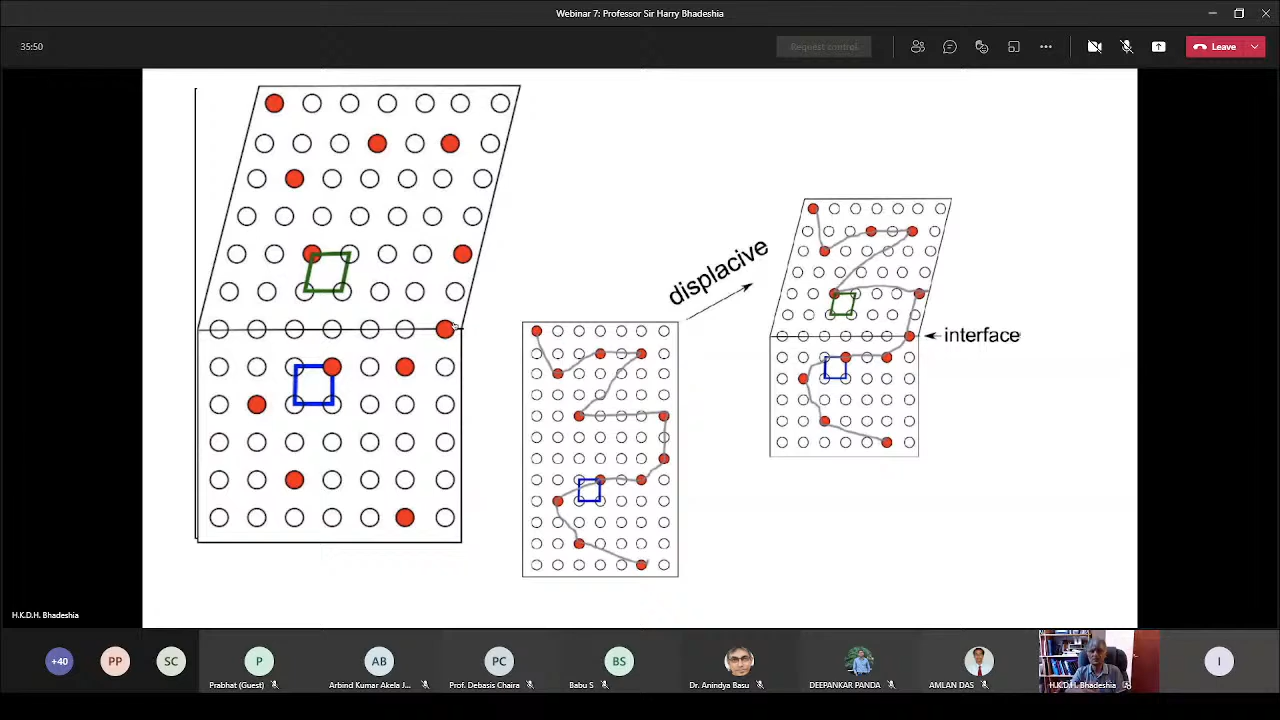 Webinar 7: Professor Sir Harry Bhadeshia
35:50
Request control
Leave
displacive
interface
H.K.D.H. Bhadeshia
+40
PP
SC
P
AB
PC
BS
I
Prabhat (Guest)
Arbind Kumar Akela J...
Prof. Debasis Chaira
Babu S
Dr. Anindya Basu
DEEPANKAR PANDA
AMLAN DAS
H.K.D.H. Bhadeshia